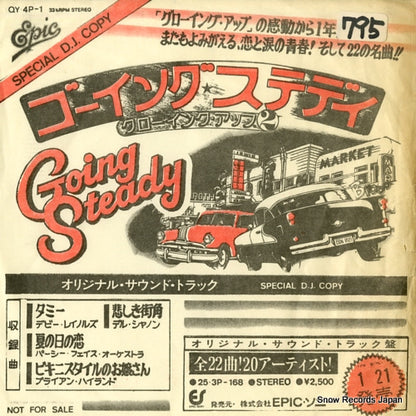 QY 4P-1 33⅓RPM STEREO
Epic
SPECIAL D.J. COPY
「グローイング・アップ」の感動から1年、
またもよみがえる、恋と涙の青春！そして22の名曲!!
795
ゴーイング★ステディ
グローイングアップ2
Going
Steady
MARKET
オリジナル・サウンド・トラック
SPECIAL D.J. COPY
収録曲
タミー
デビー・レイノルズ
悲しき街角
デル・シャノン
夏の日の恋
パーシー・フェイス・オーケストラ
ビキニスタイルのお嬢さん
ブライアン・ハイランド
オリジナル・サウンド・トラック盤
全22曲!20アーティスト!
●25・3P-168 ●STEREO ●¥2,500
発売元・株式会社EPIC・ソニー
1/21
発売
NOT FOR SALE
Snow Records Japan
www.snowrecords.jp